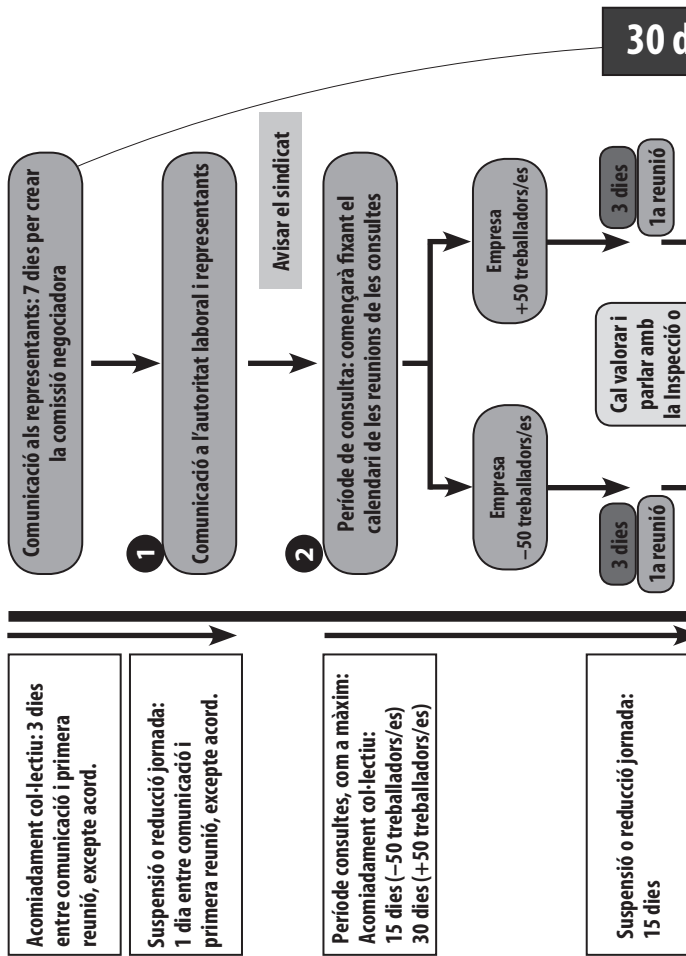 Acomiadament col·lectiu: 3 dies
entre comunicació i primera
reunió, excepte acord.
Suspensió o reducció jornada:
1 dia entre comunicació i
primera reunió, excepte acord.
Període consultes, com a màxim:
Acomiadament col·lectiu:
15 dies (–50 treballadors/es)
30 dies (+50 treballadors/es)
Suspensió o reducció jornada:
15 dies
Comunicació als representants: 7 dies per crear
la comissió negociadora
1
Comunicació a l'autoritat laboral i representants
Avisar el sindicat
2
Període de consulta: començarà fixant el
calendari de les reunions de les consultes
Empresa
–50 treballadors/es
Empresa
+50 treballadors/es
3 dies
1a reunió
Cal valorar i
parlar amb
la Inspecció o
3 dies
1a reunió
30 d